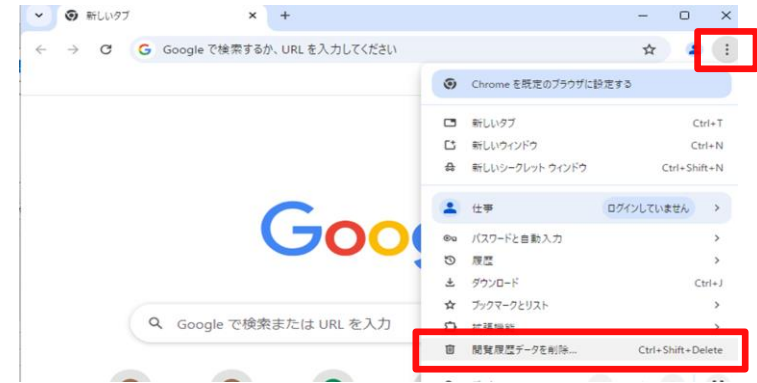 新しいタブ
Google で検索するか、URL を入力してください
Chrome を既定のブラウザに設定する
新しいタブ Ctrl+T
新しいウィンドウ Ctrl+N
新しいシークレット ウィンドウ Ctrl+Shift+N
仕事 ログインしていません
パスワードと自動入力
履歴
ダウンロード Ctrl+J
ブックマークとリスト
拡張機能
閲覧履歴データを削除... Ctrl+Shift+Delete
Goo
Google で検索または URL を入力